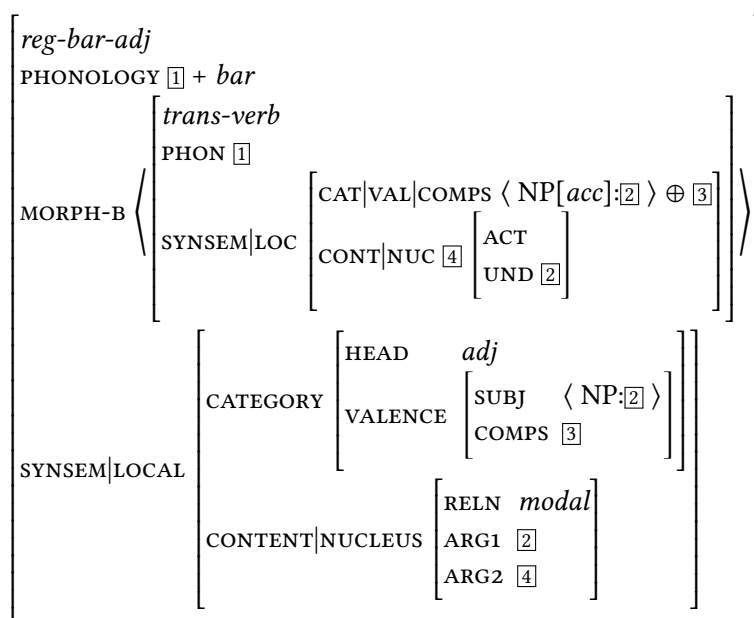 reg-bar-adj
PHONOLOGY 1 + bar
trans-verb
PHON 1
CAT|VAL|COMPS ⟨ NP[acc]:2 ⟩ ⊕ 3
MORPH-B ⟨ SYNSEM|LOC CONT|NUC 4 ACT ⟩
UND 2
HEAD adj
CATEGORY VALENCE SUBJ ⟨ NP:2 ⟩
COMPS 3
SYNSEM|LOCAL
RELN modal
CONTENT|NUCLEUS ARG1 2
ARG2 4